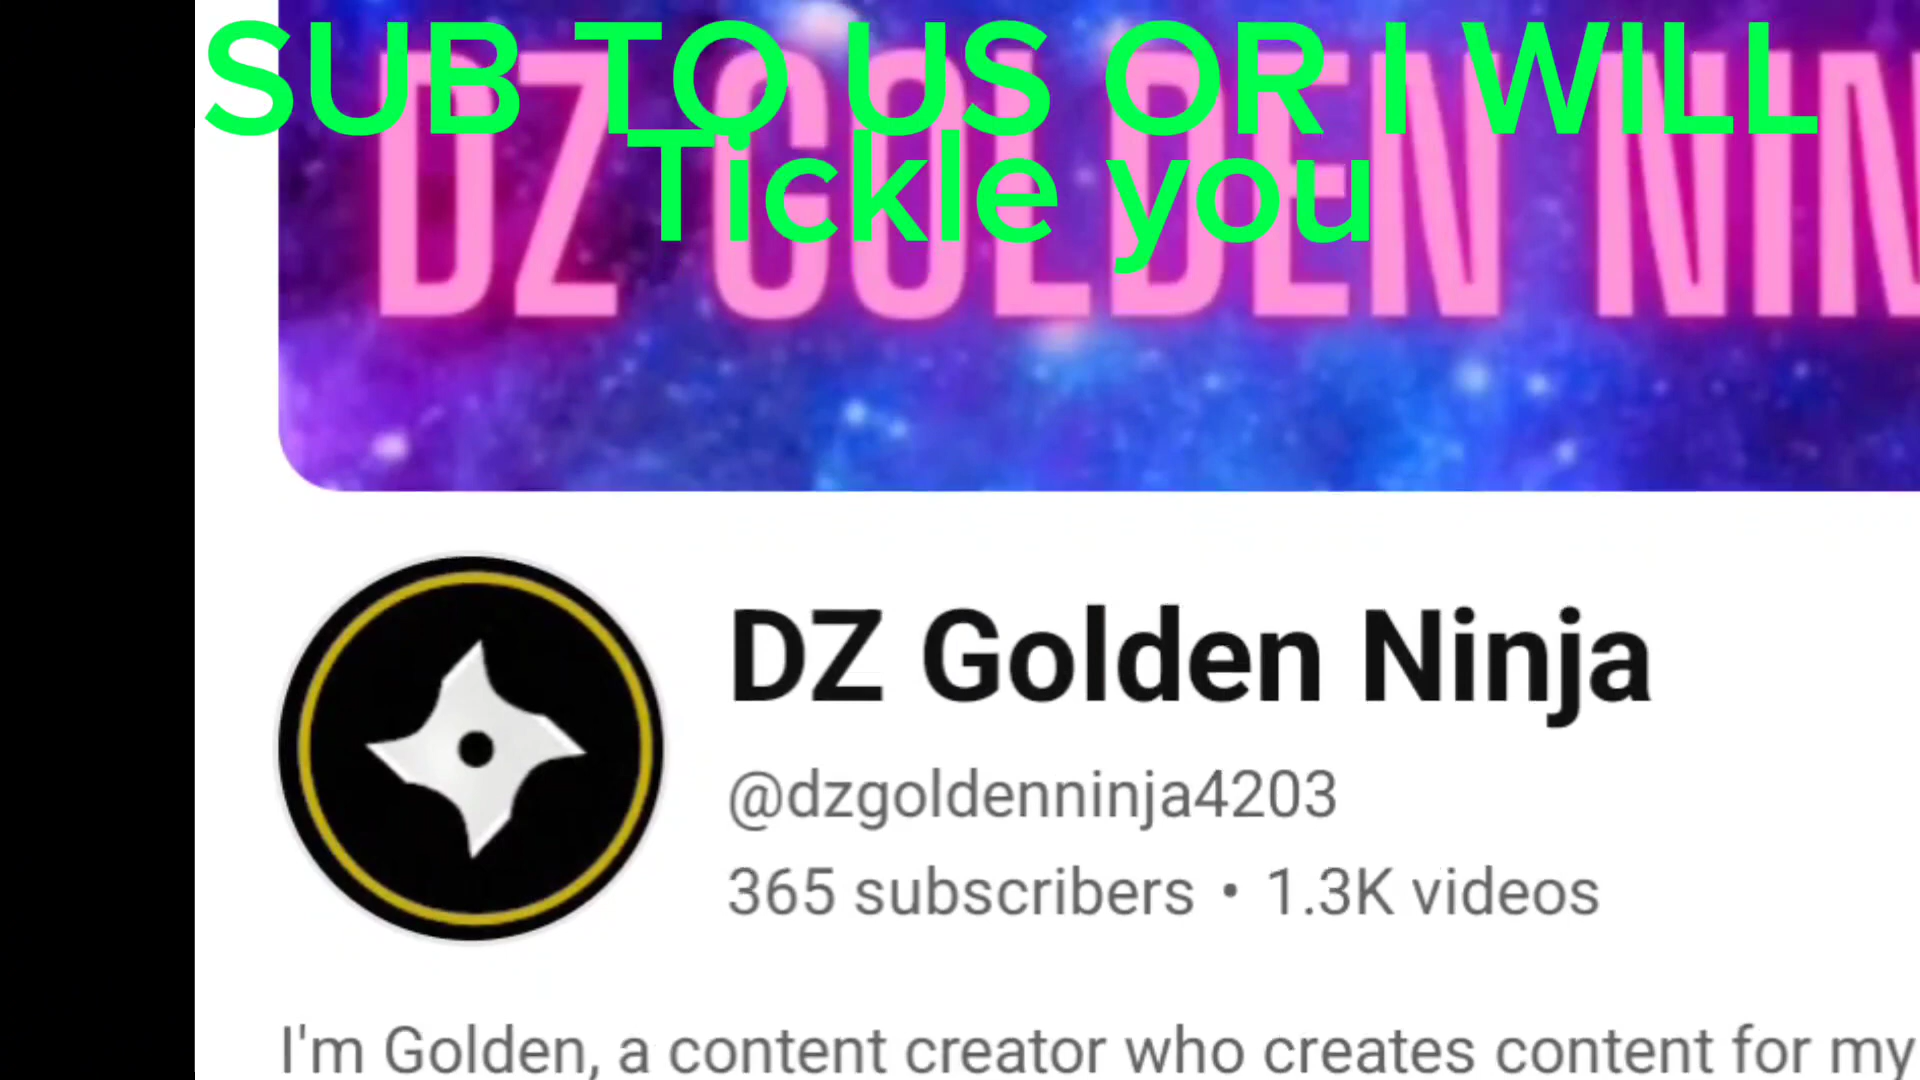 SUB TO US OR I WILL
Tickle you
DZ GOLDEN NIN
DZ Golden Ninja
@dzgoldenninja4203
365 subscribers • 1.3K videos
I'm Golden, a content creator who creates content for my